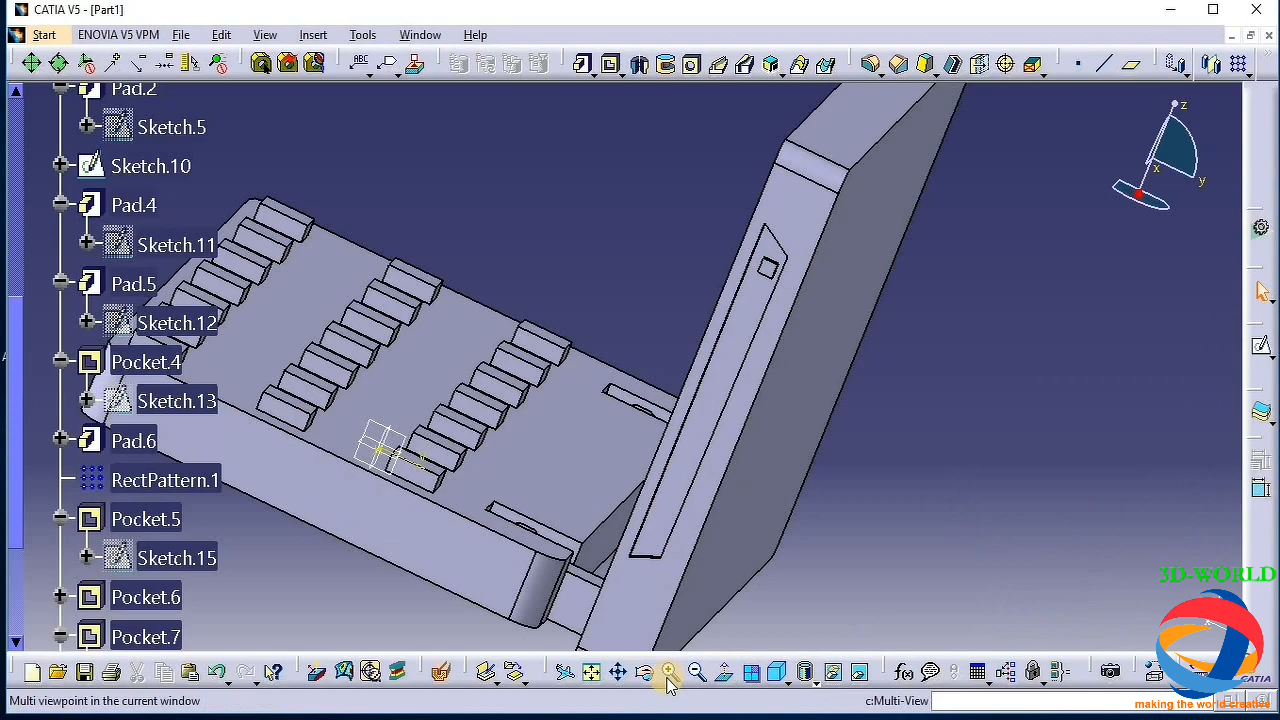 CATIA V5 - [Part1]
Start ENOVIA V5 VPM File Edit View Insert Tools Window Help
ABC
Pad.2
Sketch.5
Sketch.10
Pad.4
Sketch.11
Pad.5
Sketch.12
Pocket.4
Sketch.13
Pad.6
RectPattern.1
Pocket.5
Sketch.15
Pocket.6
Pocket.7
z
x
y
3D-WORLD
CATIA
making the world creative
f(x)
Multi viewpoint in the current window
c:Multi-View